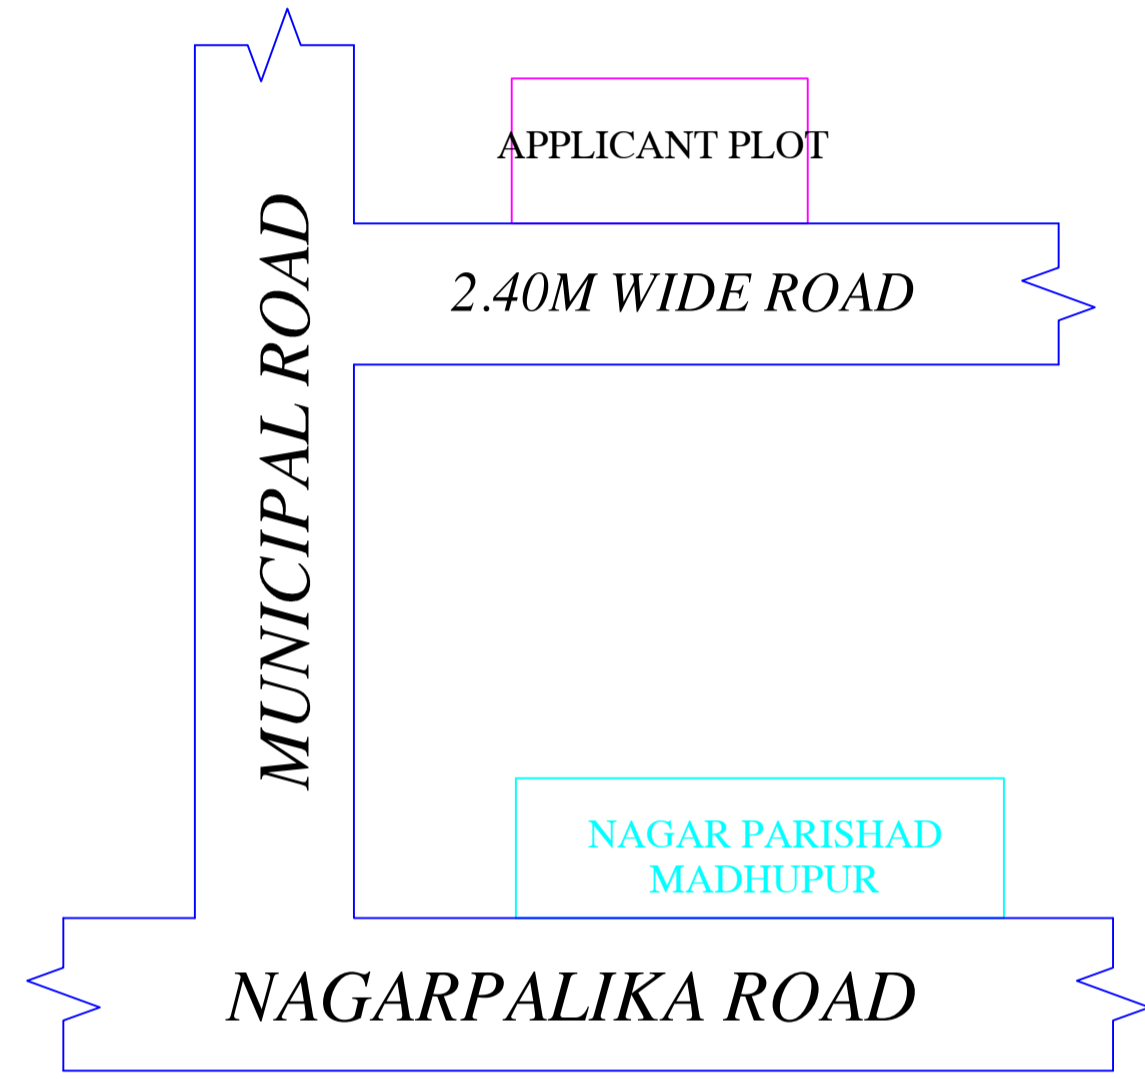 APPLICANT PLOT
2.40M WIDE ROAD
MUNICIPAL ROAD
NAGAR PARISHAD
MADHUPUR
NAGARPALIKA ROAD